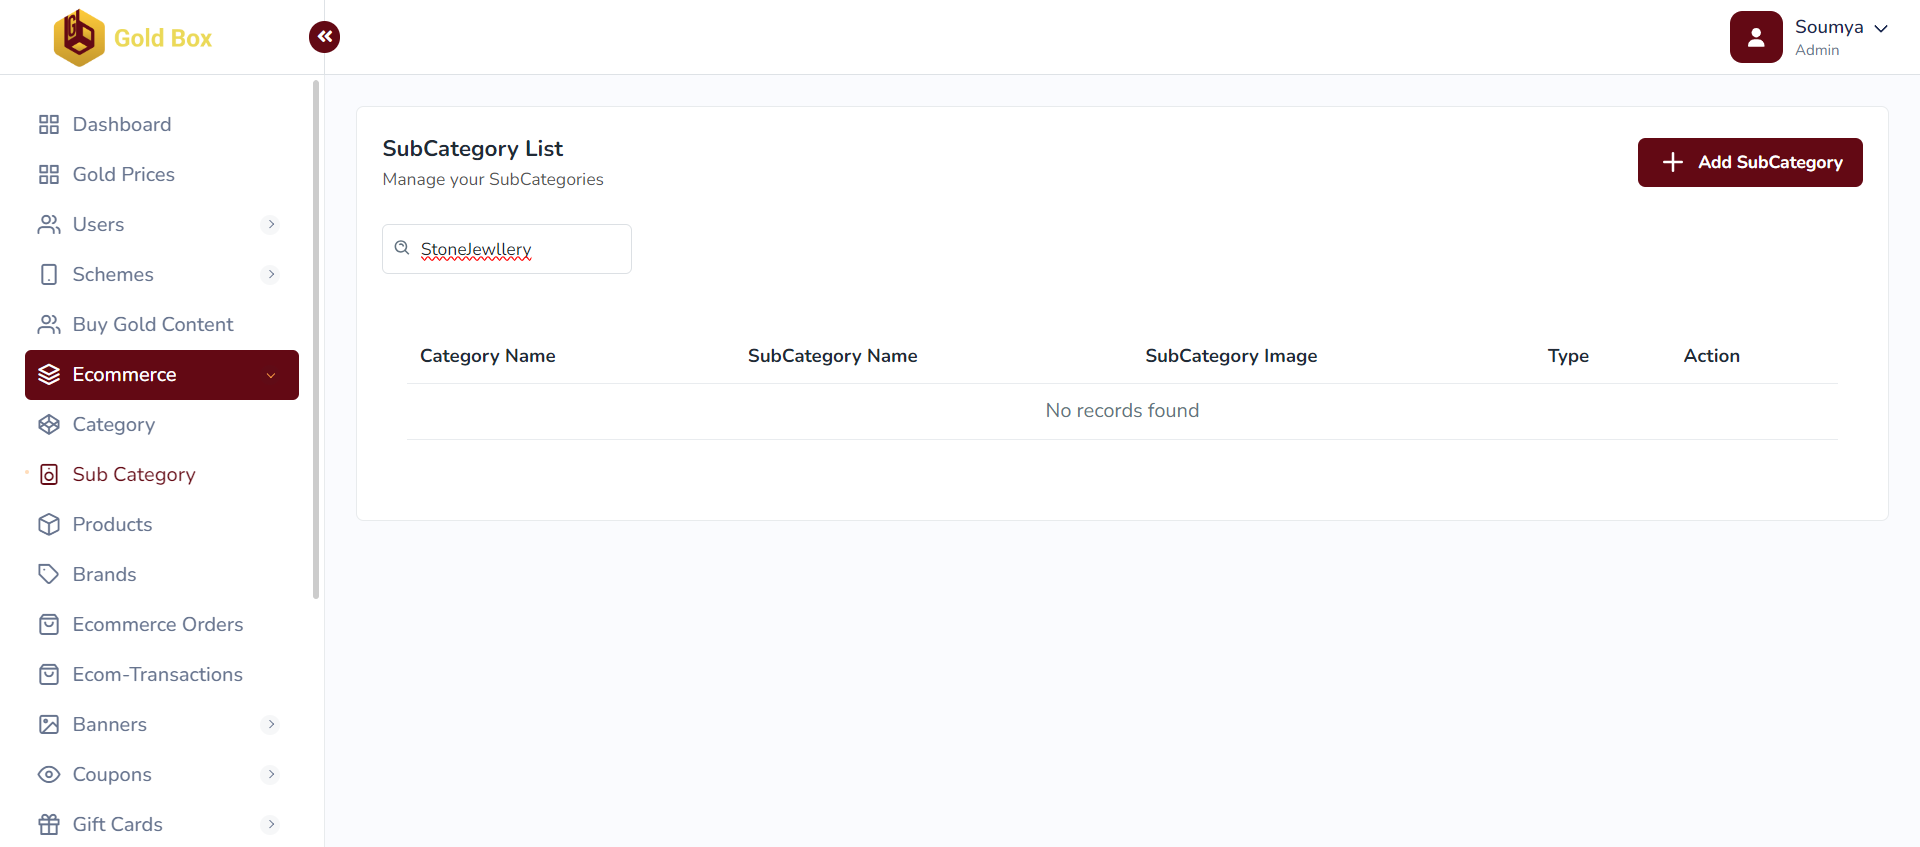 Gold Box
Soumya
Admin
Dashboard
Gold Prices
Users
Schemes
Buy Gold Content
Ecommerce
Category
Sub Category
Products
Brands
Ecommerce Orders
Ecom-Transactions
Banners
Coupons
Gift Cards
SubCategory List
Manage your SubCategories
Add SubCategory
StoneJewllery
Category Name SubCategory Name SubCategory Image Type Action
No records found